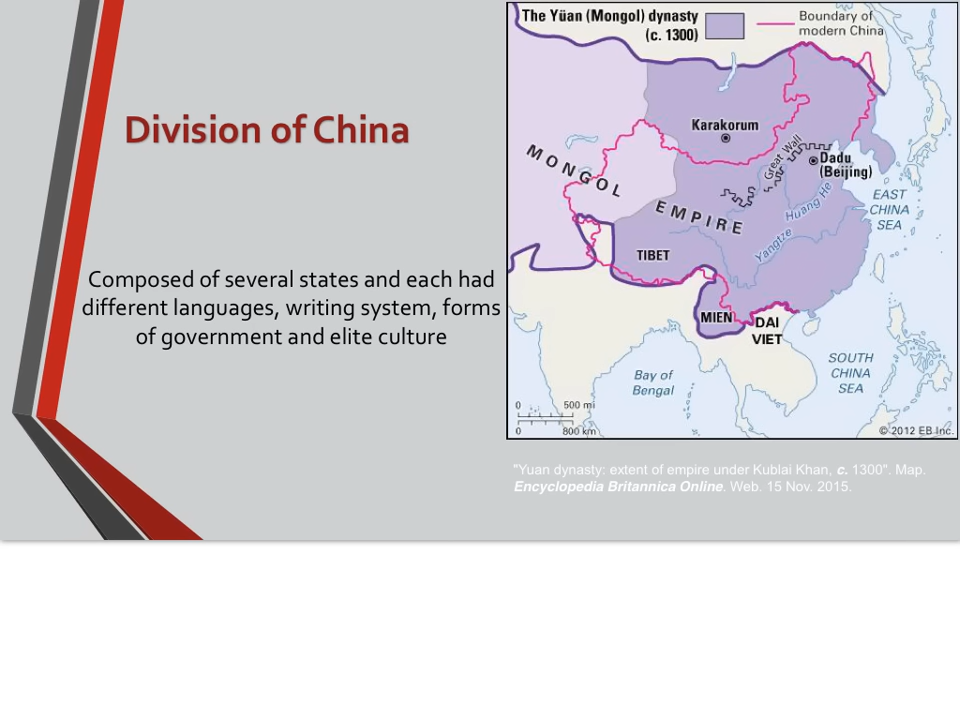 Division of China
Composed of several states and each had
different languages, writing system, forms
of government and elite culture
The Yüan (Mongol) dynasty
(c. 1300)
Boundary of
modern China
Karakorum
Great Wall
Dadu
(Beijing)
MONGOL
EMPIRE
Huang He
EAST
CHINA
SEA
Yangtze
TIBET
MIEN
DAI
VIET
SOUTH
CHINA
SEA
Bay of
Bengal
0 500 mi
0 800 km
© 2012 EB Inc.
"Yuan dynasty: extent of empire under Kublai Khan, c. 1300". Map.
Encyclopedia Britannica Online. Web. 15 Nov. 2015.